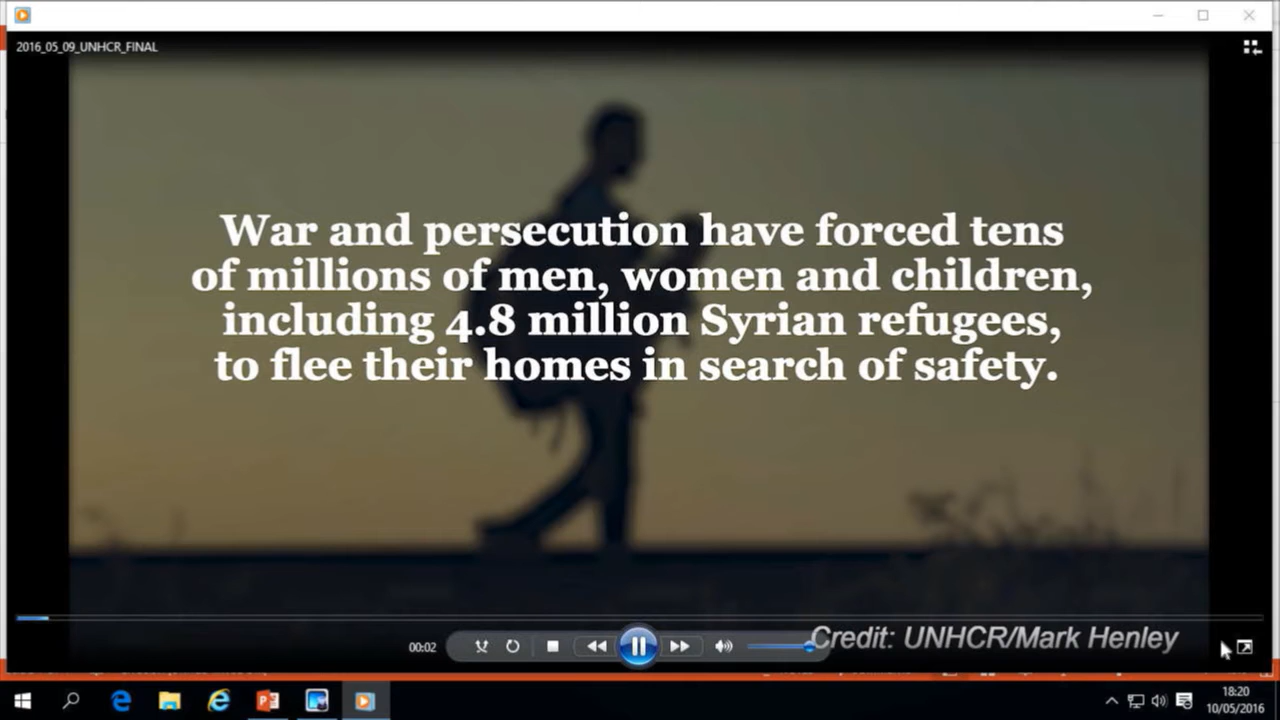 2016_05_09_UNHCR_FINAL
War and persecution have forced tens
of millions of men, women and children,
including 4.8 million Syrian refugees,
to flee their homes in search of safety.
Credit: UNHCR/Mark Henley
00:02
18:20
10/05/2016